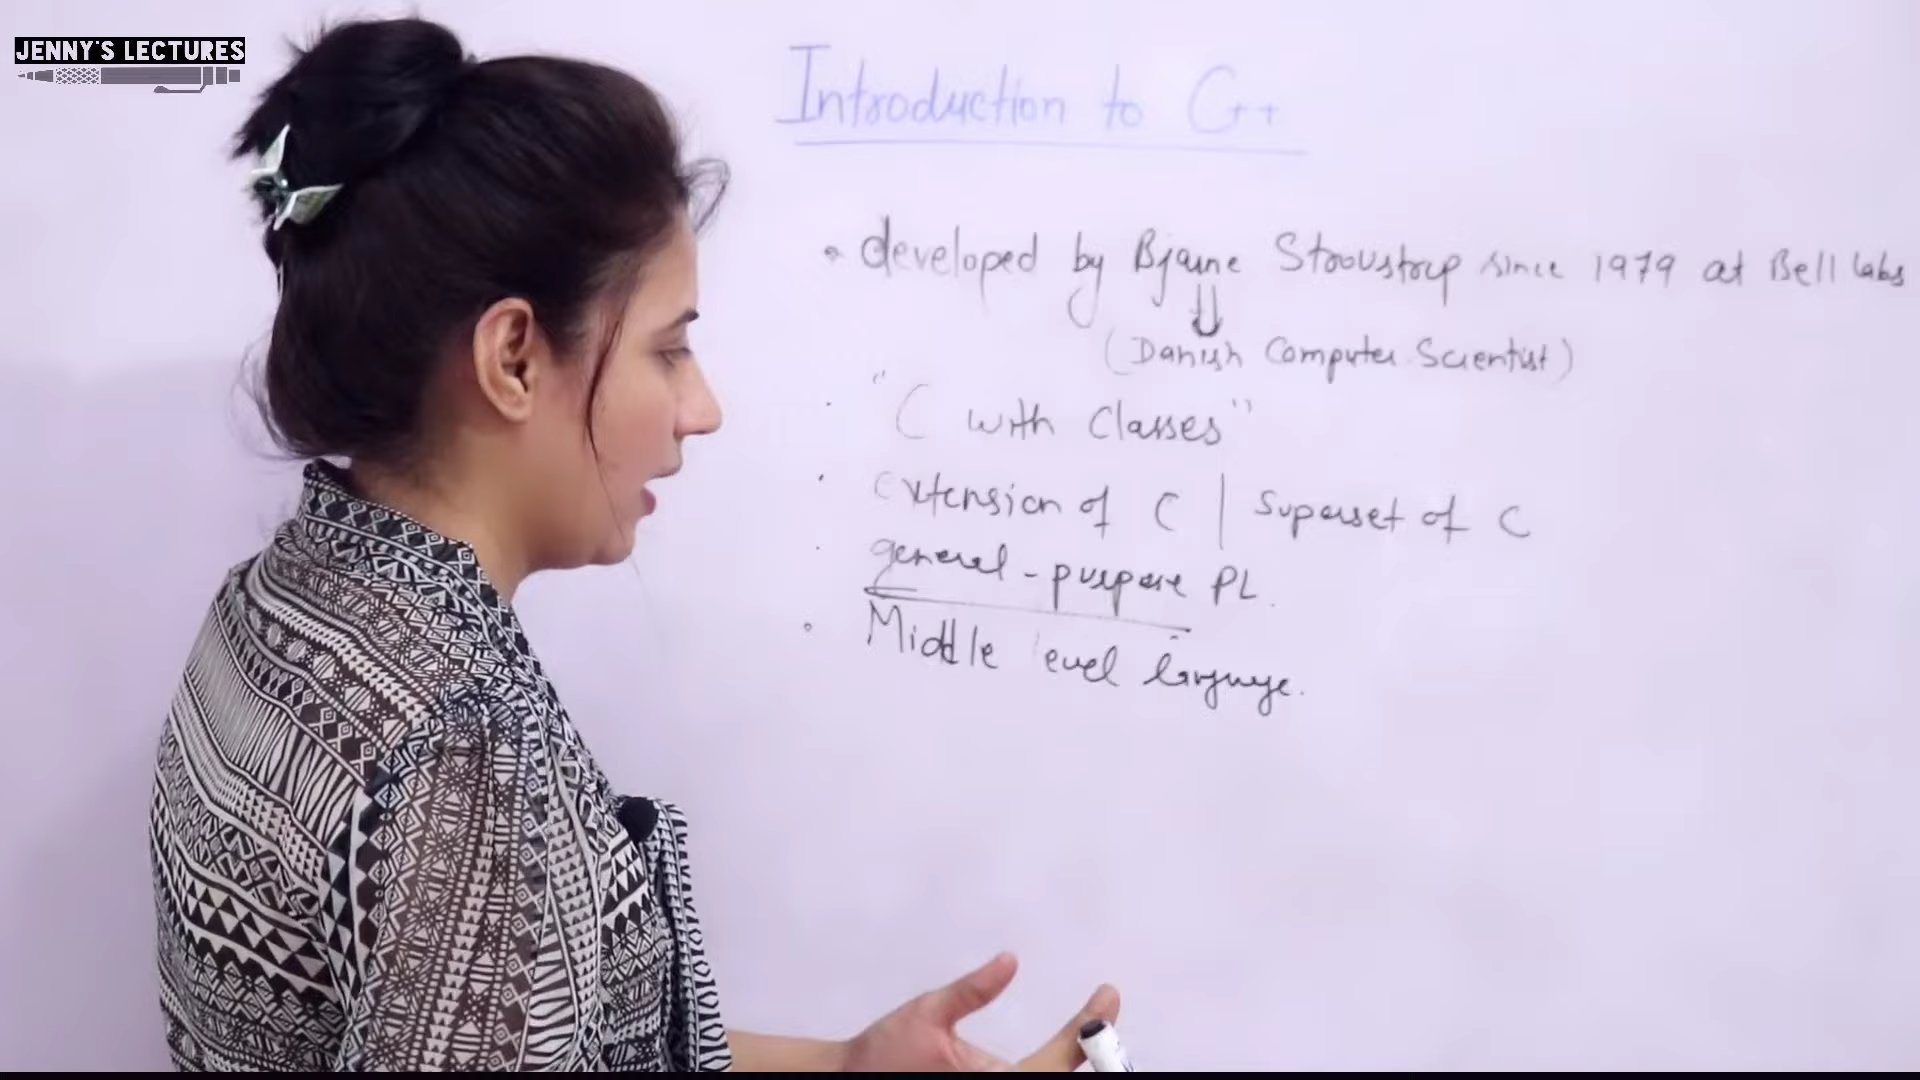 JENNY'S LECTURES
Introduction to C++
• developed by Bjarne Stroustrup since 1979 at Bell labs
(Danish Computer Scientist)
· "C with Classes"
· extension of C | Superset of C
· general-purpose PL.
• Middle level language.